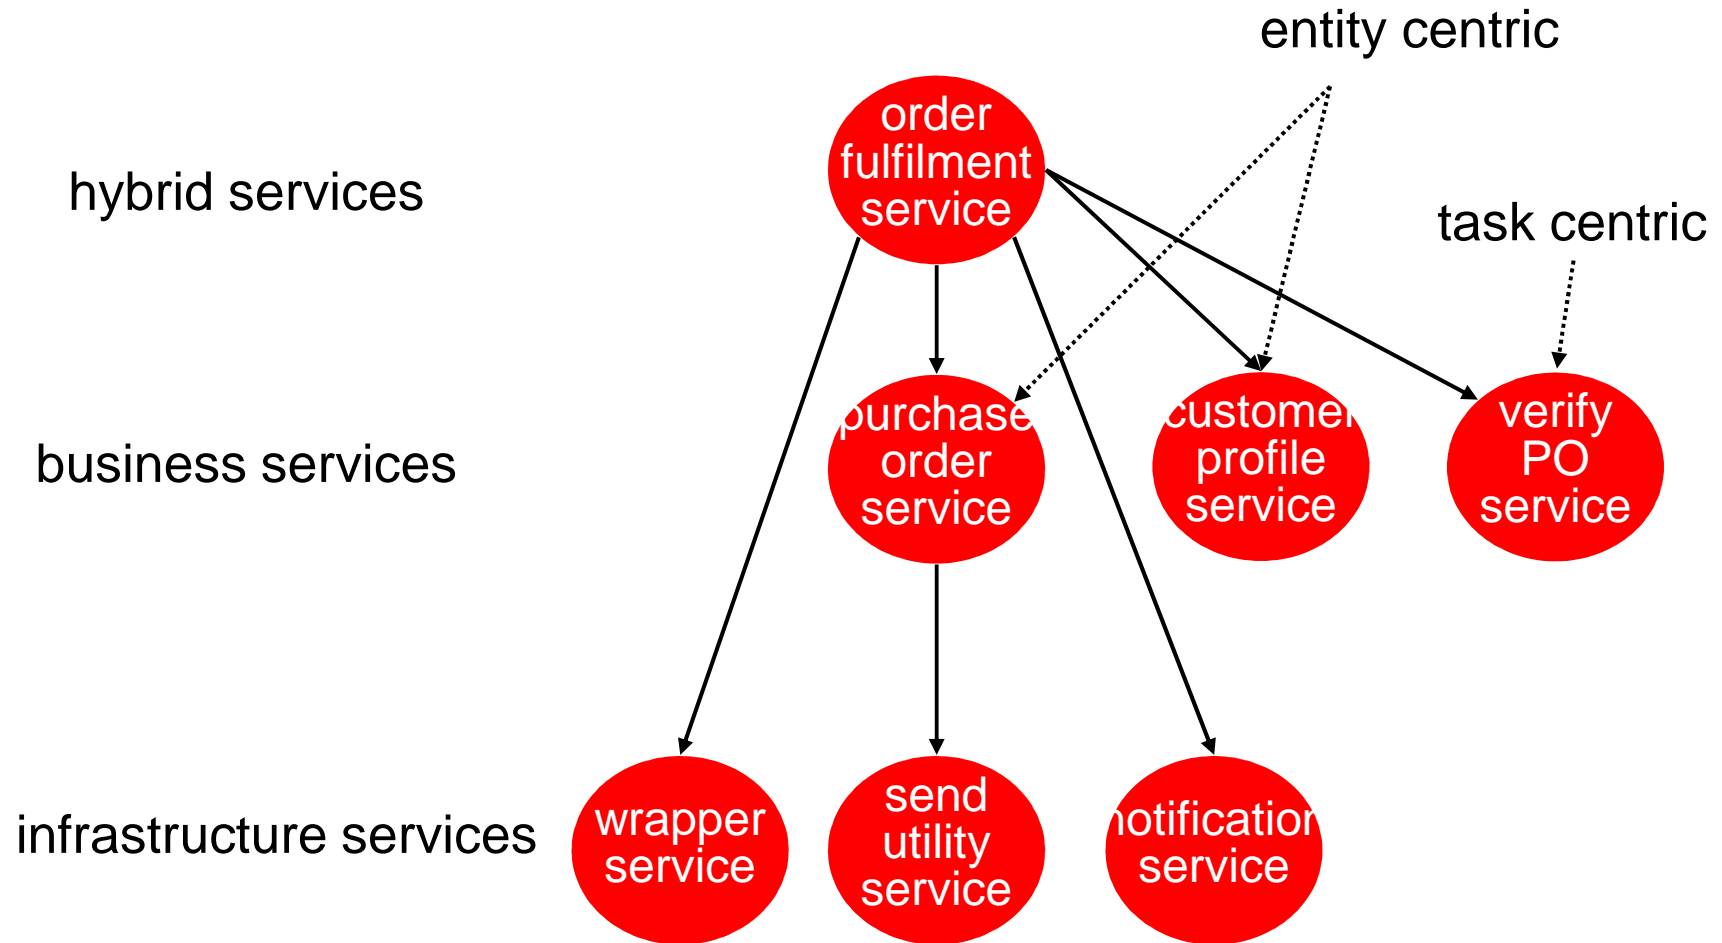 entity centric
order
fulfilment
service
hybrid services
task centric
purchase
order
service
customer
profile
service
verify
PO
service
business services
wrapper
service
send
utility
service
notification
service
infrastructure services